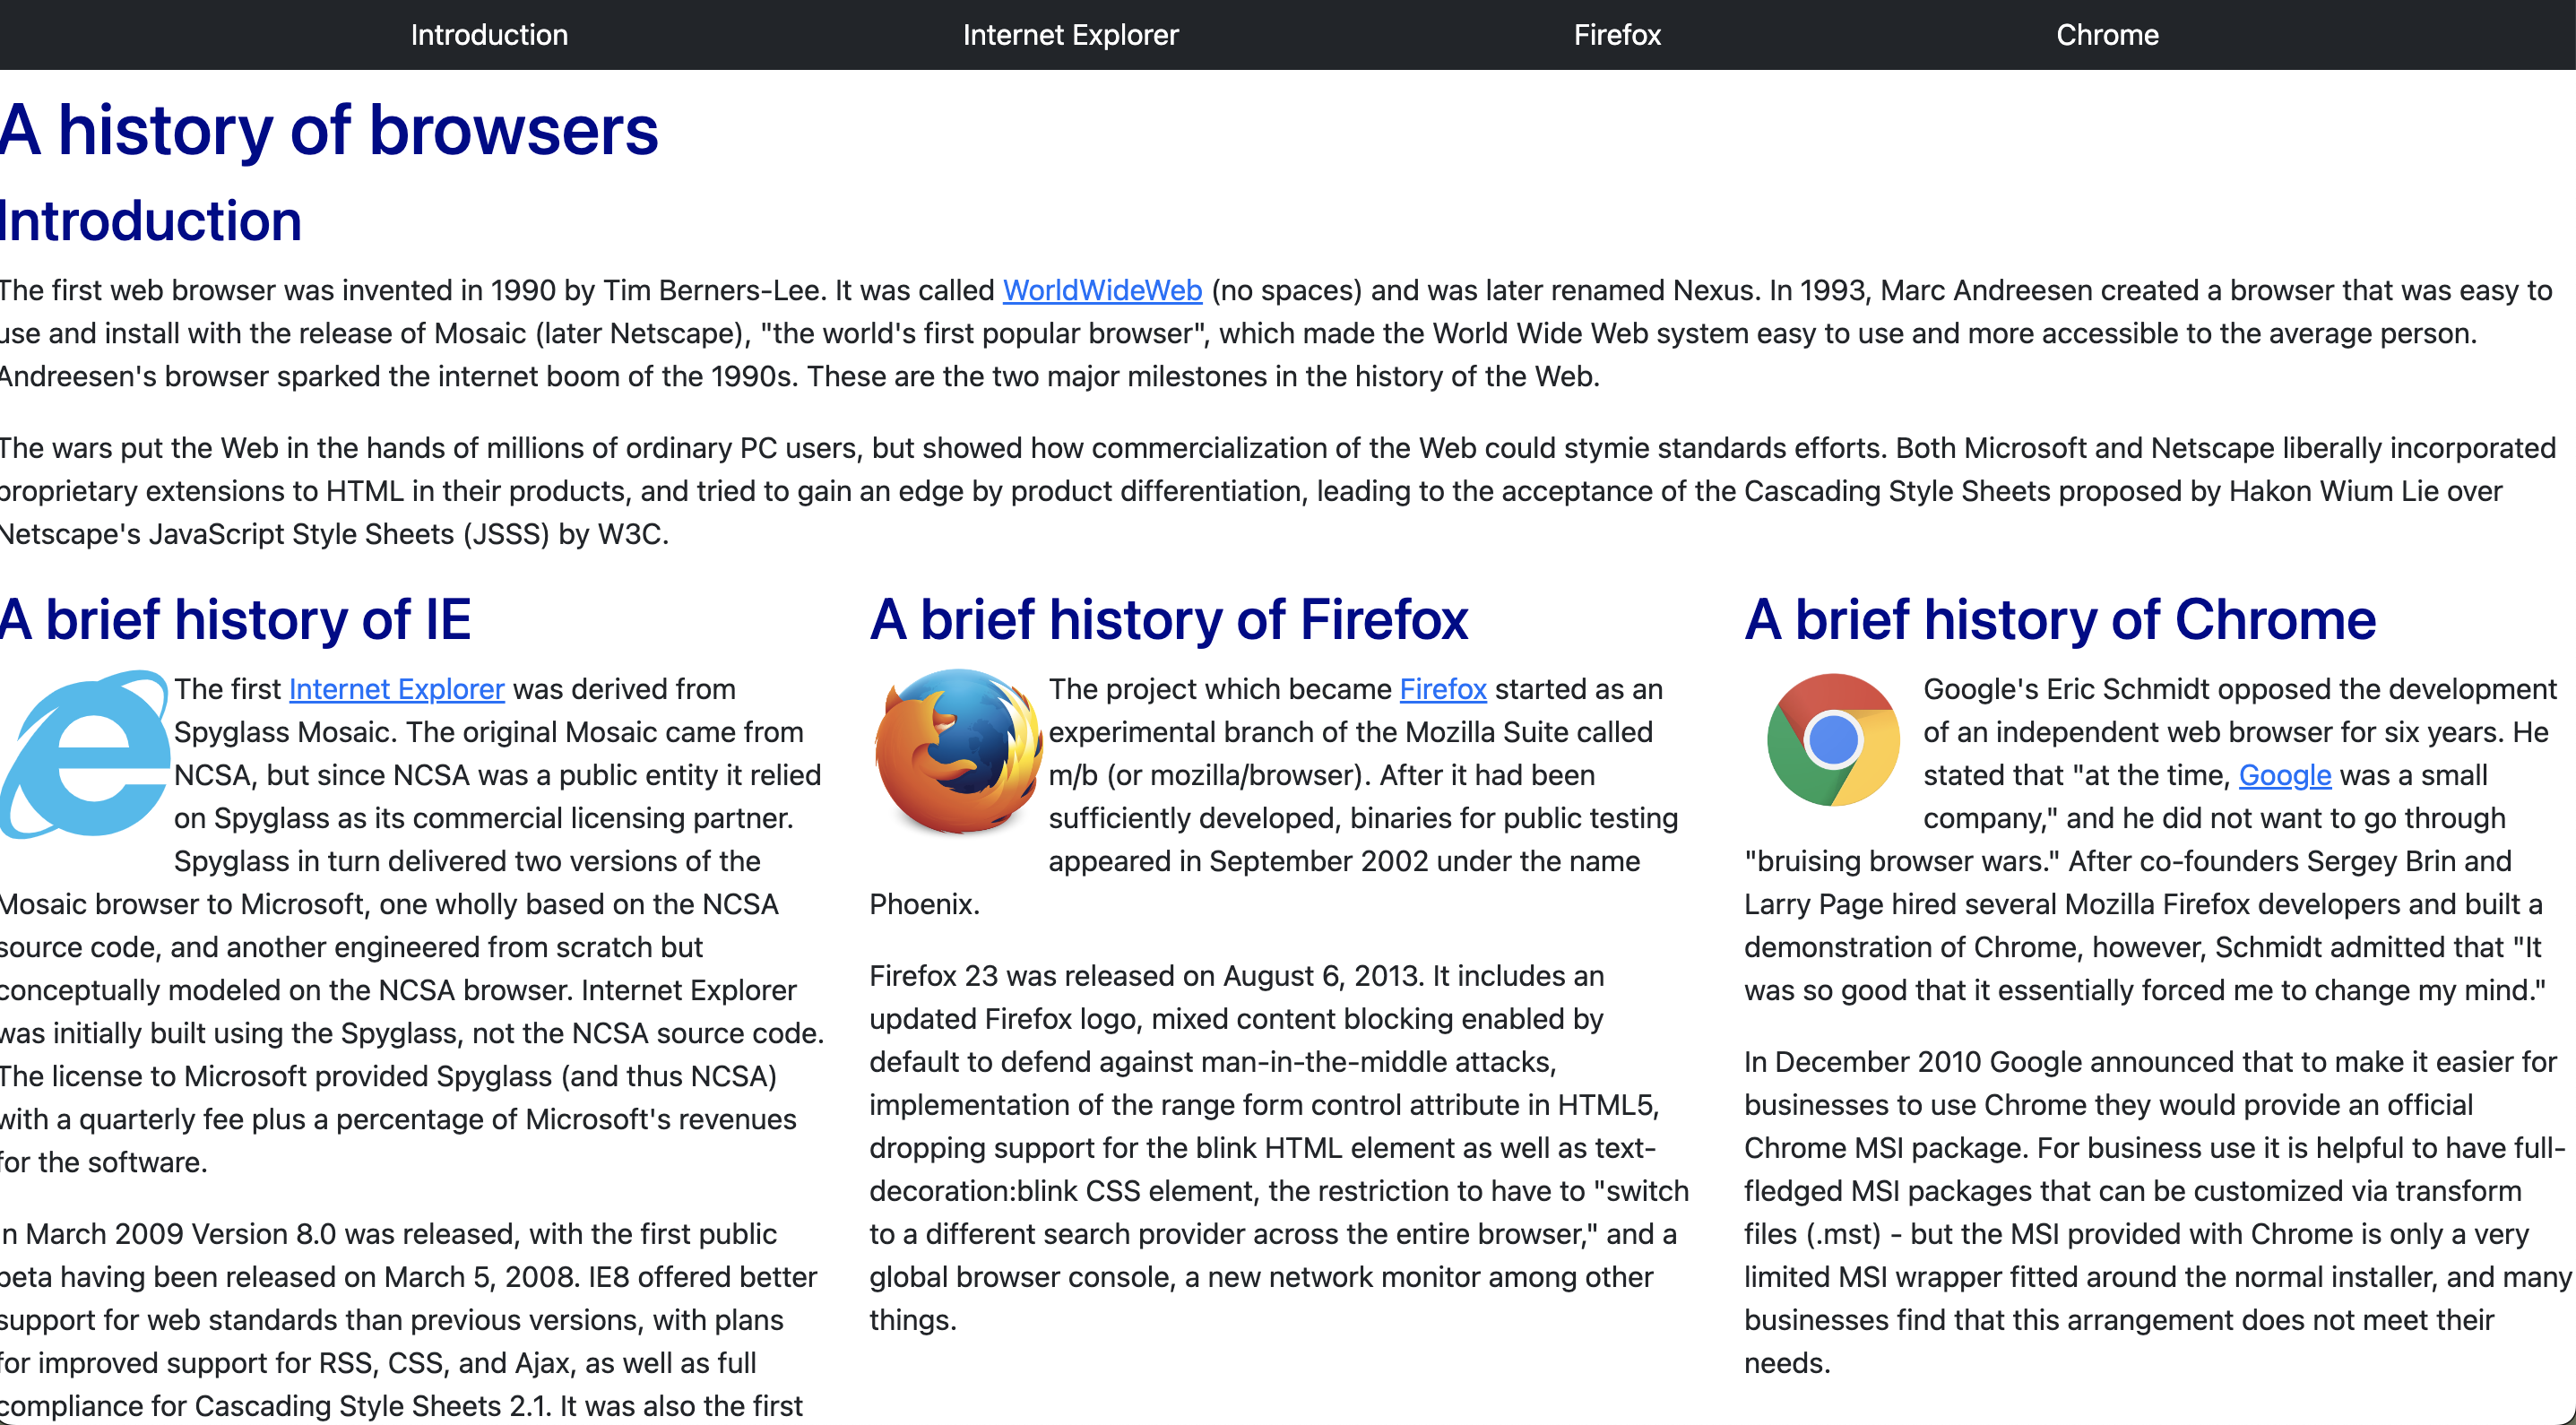 Introduction
Internet Explorer
Firefox
Chrome
A history of browsers
Introduction
The first web browser was invented in 1990 by Tim Berners-Lee. It was called WorldWideWeb (no spaces) and was later renamed Nexus. In 1993, Marc Andreesen created a browser that was easy to
use and install with the release of Mosaic (later Netscape), "the world's first popular browser", which made the World Wide Web system easy to use and more accessible to the average person.
Andreesen's browser sparked the internet boom of the 1990s. These are the two major milestones in the history of the Web.
The wars put the Web in the hands of millions of ordinary PC users, but showed how commercialization of the Web could stymie standards efforts. Both Microsoft and Netscape liberally incorporated
proprietary extensions to HTML in their products, and tried to gain an edge by product differentiation, leading to the acceptance of the Cascading Style Sheets proposed by Hakon Wium Lie over
Netscape's JavaScript Style Sheets (JSSS) by W3C.
A brief history of IE
The first Internet Explorer was derived from
Spyglass Mosaic. The original Mosaic came from
NCSA, but since NCSA was a public entity it relied
on Spyglass as its commercial licensing partner.
Spyglass in turn delivered two versions of the
Mosaic browser to Microsoft, one wholly based on the NCSA
source code, and another engineered from scratch but
conceptually modeled on the NCSA browser. Internet Explorer
was initially built using the Spyglass, not the NCSA source code.
The license to Microsoft provided Spyglass (and thus NCSA)
with a quarterly fee plus a percentage of Microsoft's revenues
for the software.
In March 2009 Version 8.0 was released, with the first public
beta having been released on March 5, 2008. IE8 offered better
support for web standards than previous versions, with plans
for improved support for RSS, CSS, and Ajax, as well as full
compliance for Cascading Style Sheets 2.1. It was also the first
A brief history of Firefox
The project which became Firefox started as an
experimental branch of the Mozilla Suite called
m/b (or mozilla/browser). After it had been
sufficiently developed, binaries for public testing
appeared in September 2002 under the name
Phoenix.
Firefox 23 was released on August 6, 2013. It includes an
updated Firefox logo, mixed content blocking enabled by
default to defend against man-in-the-middle attacks,
implementation of the range form control attribute in HTML5,
dropping support for the blink HTML element as well as text-
decoration:blink CSS element, the restriction to have to "switch
to a different search provider across the entire browser," and a
global browser console, a new network monitor among other
things.
A brief history of Chrome
Google's Eric Schmidt opposed the development
of an independent web browser for six years. He
stated that "at the time, Google was a small
company," and he did not want to go through
"bruising browser wars." After co-founders Sergey Brin and
Larry Page hired several Mozilla Firefox developers and built a
demonstration of Chrome, however, Schmidt admitted that "It
was so good that it essentially forced me to change my mind."
In December 2010 Google announced that to make it easier for
businesses to use Chrome they would provide an official
Chrome MSI package. For business use it is helpful to have full-
fledged MSI packages that can be customized via transform
files (.mst) - but the MSI provided with Chrome is only a very
limited MSI wrapper fitted around the normal installer, and many
businesses find that this arrangement does not meet their
needs.